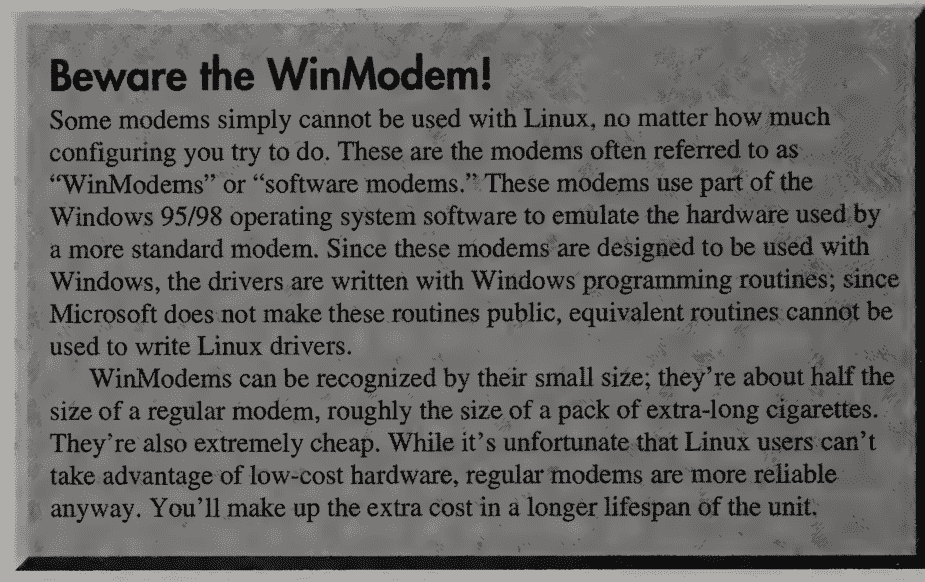 Beware the WinModem!
Some modems simply cannot be used with Linux, no matter how much
configuring you try to do. These are the modems often referred to as
“WinModems” or “software modems.” These modems use part of the
Windows 95/98 operating system software to emulate the hardware used by
a more standard modem. Since these modems are designed to be used with
Windows, the drivers are written with Windows programming routines; since
Microsoft does not make these routines public, equivalent routines cannot be
used to write Linux drivers.
WinModems can be recognized by their small size; they’re about half the
size of a regular modem, roughly the size of a pack of extra-long cigarettes.
They’re also extremely cheap. While it’s unfortunate that Linux users can’t
take advantage of low-cost hardware, regular modems are more reliable
anyway. You’ll make up the extra cost in a longer lifespan of the unit.